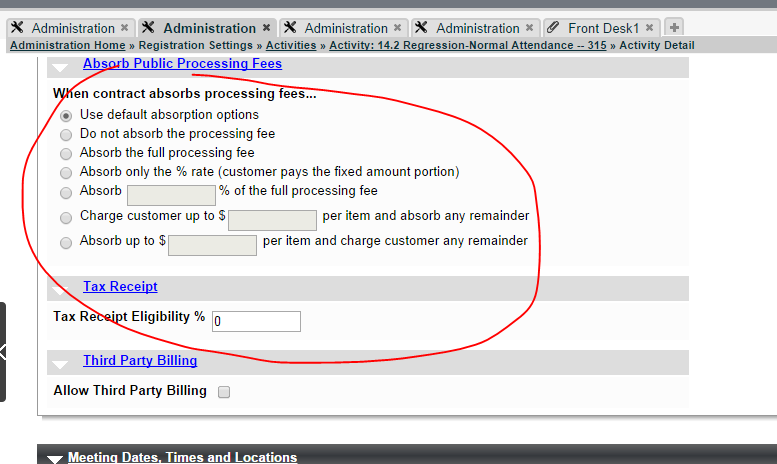 Administration × Administration × Administration × Administration × Front Desk1 × +
Administration Home » Registration Settings » Activities » Activity: 14.2 Regression-Normal Attendance -- 315 » Activity Detail
Absorb Public Processing Fees
When contract absorbs processing fees...
Use default absorption options
Do not absorb the processing fee
Absorb the full processing fee
Absorb only the % rate (customer pays the fixed amount portion)
Absorb % of the full processing fee
Charge customer up to $ per item and absorb any remainder
Absorb up to $ per item and charge customer any remainder
Tax Receipt
Tax Receipt Eligibility % 0
Third Party Billing
Allow Third Party Billing
Meeting Dates, Times and Locations